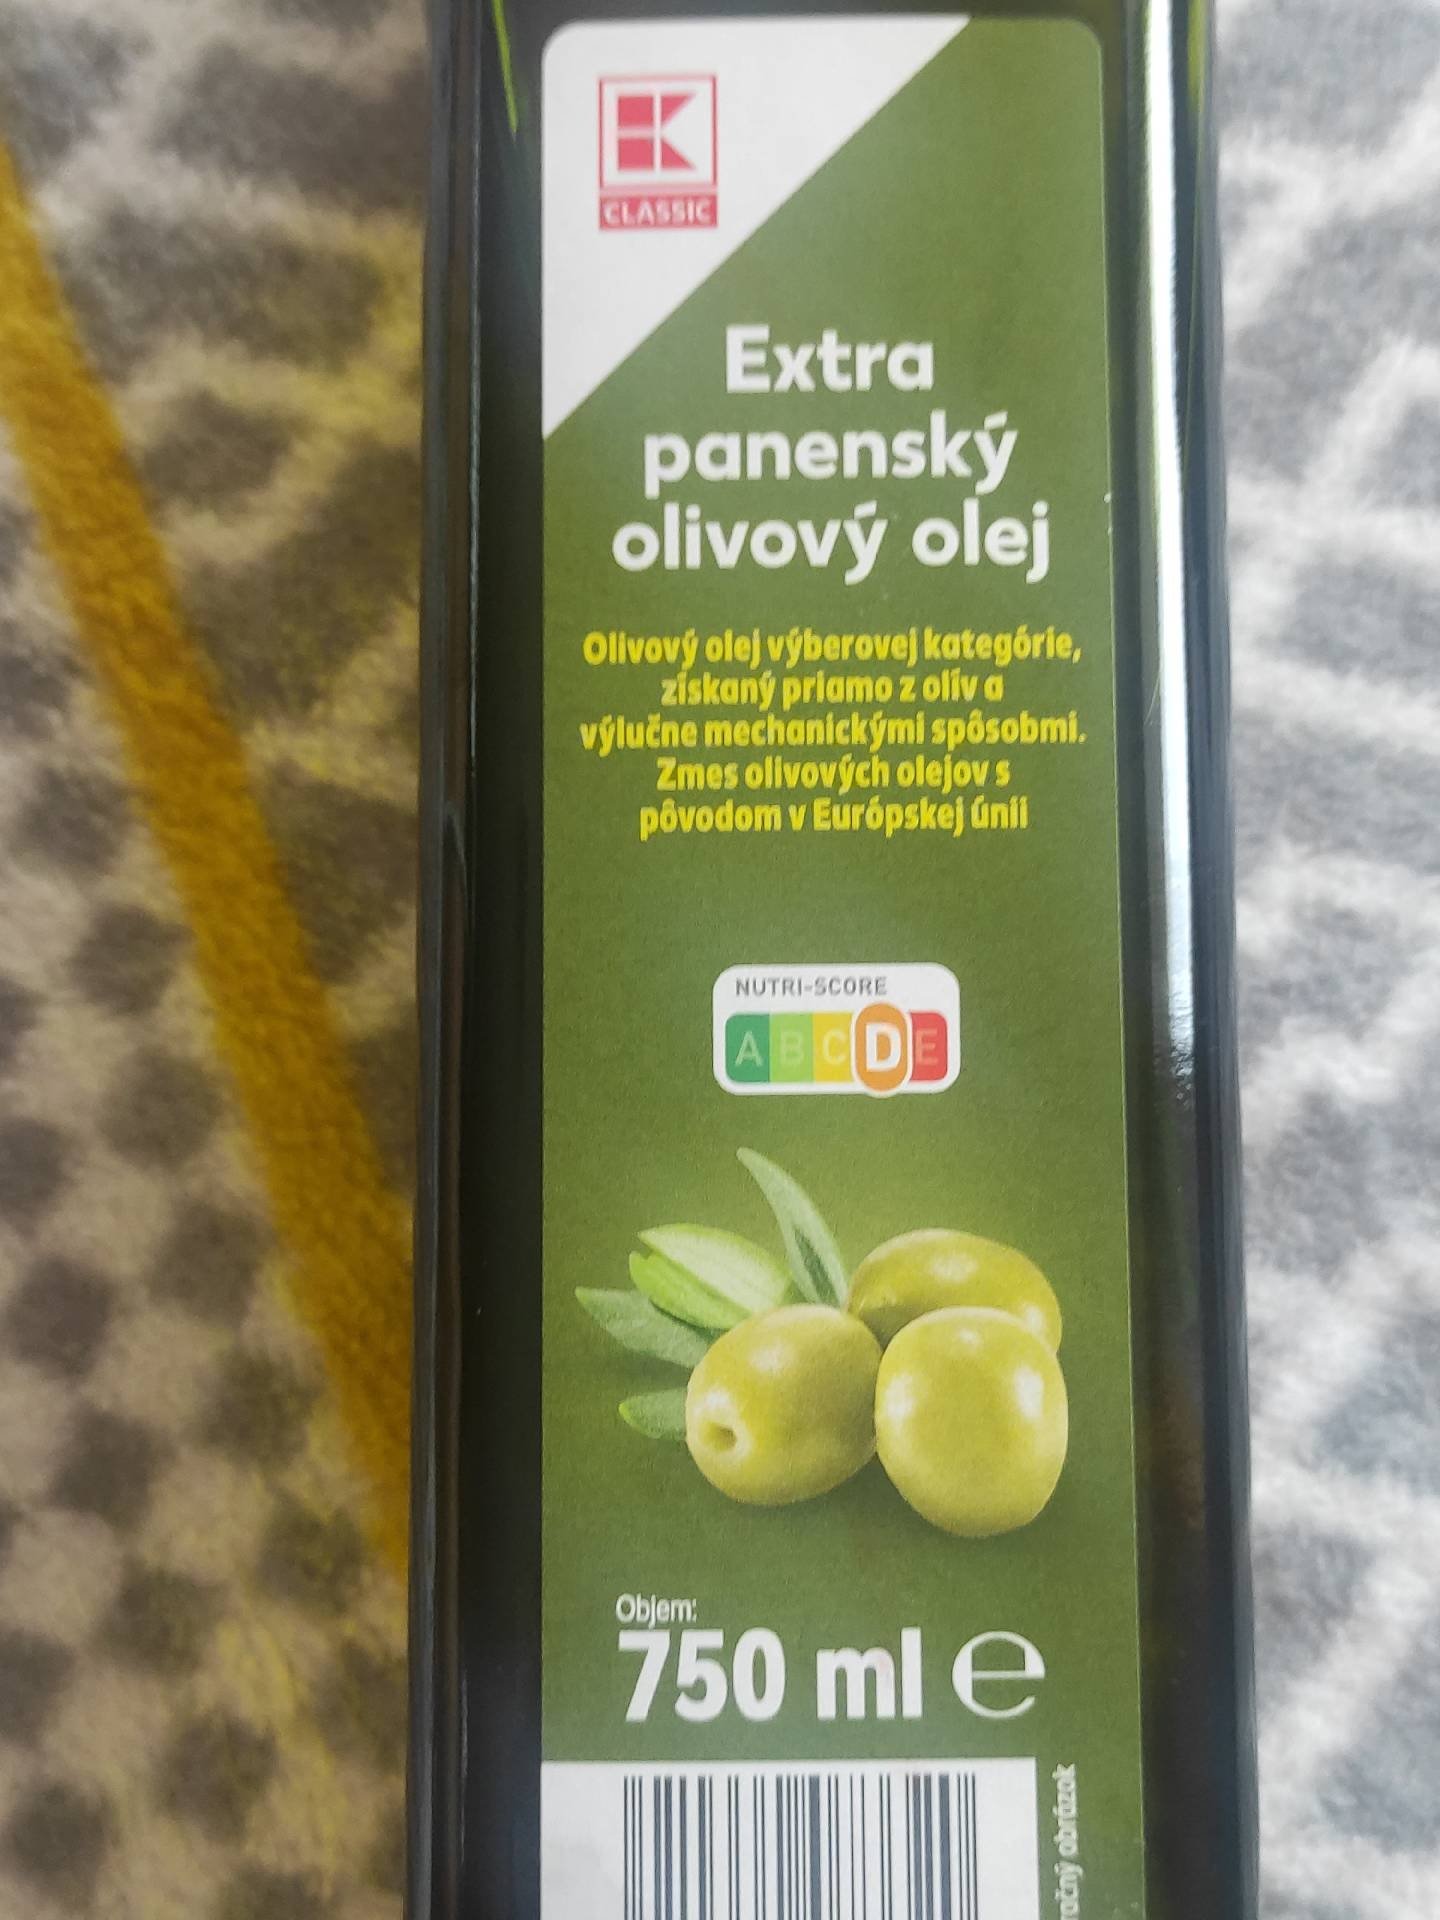 K
CLASSIC
Extra
panenský
olivový olej
Olivový olej výberovej kategórie,
získaný priamo z olív a
výlučne mechanickými spôsobmi.
Zmes olivových olejov s
pôvodom v Európskej únii
NUTRI-SCORE
A B C D E
Objem:
750 ml e
obrázok